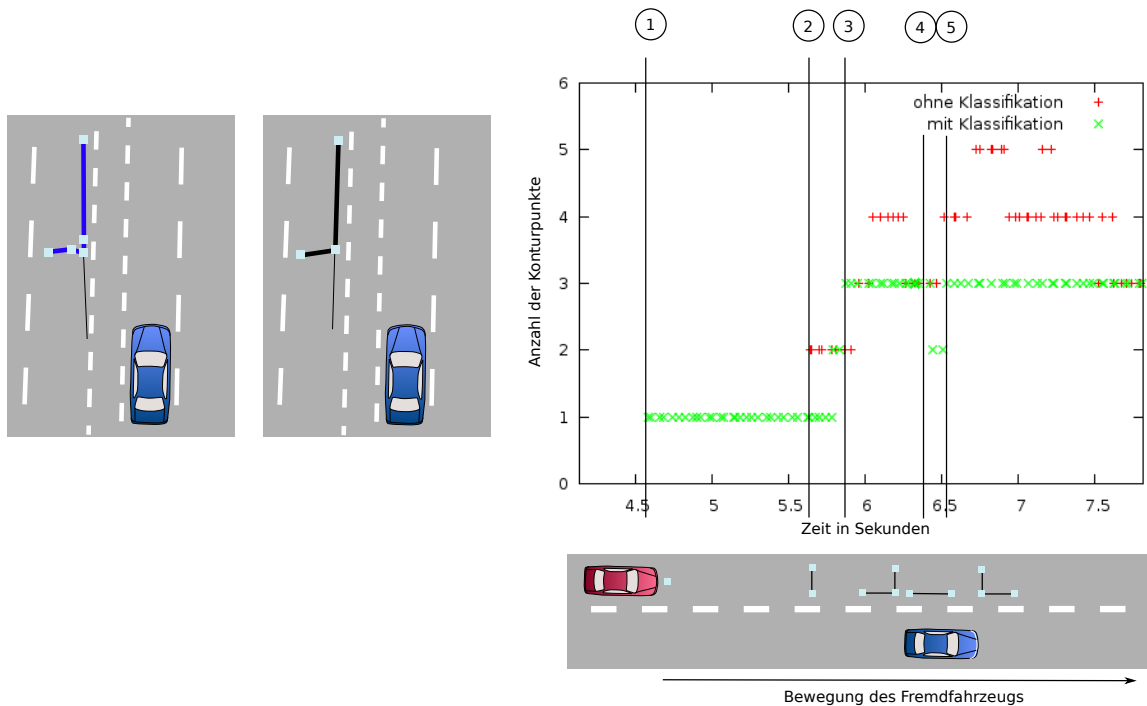 1 2 3 4 5
6
ohne Klassifikation
mit Klassifikation
5
4
3
2
1
0
Anzahl der Konturpunkte
4.5 5 5.5 6 6.5 7 7.5
Zeit in Sekunden
Bewegung des Fremdfahrzeugs